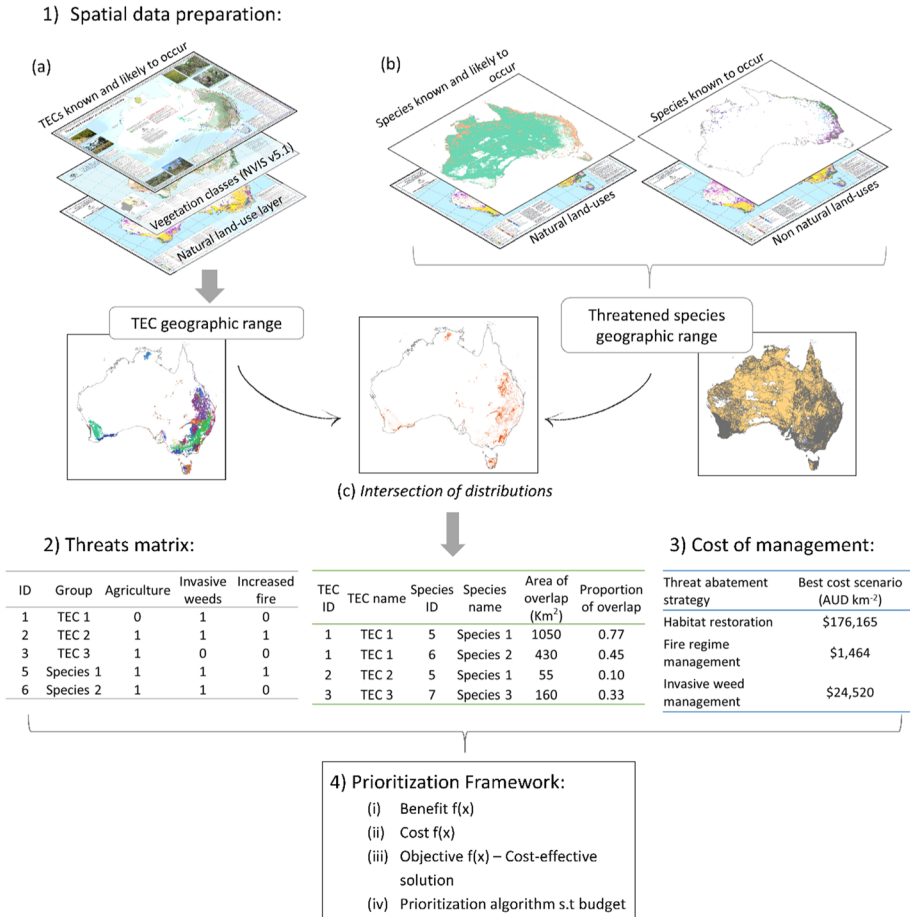 1) Spatial data preparation:
(a)
TECs known and likely to occur
Vegetation classes (NVIS v5.1)
Natural land-use layer
(b)
Species known and likely to
occur
Natural land-uses
Species known to occur
Non natural land-uses
TEC geographic range
Threatened species
geographic range
(c) Intersection of distributions
2) Threats matrix:
ID Group Agriculture Invasive weeds Increased fire
1 TEC 1 0 1 0
2 TEC 2 1 1 1
3 TEC 3 1 0 0
5 Species 1 1 1 1
6 Species 2 1 1 0
TEC ID TEC name Species ID Species name Area of overlap (Km²) Proportion of overlap
1 TEC 1 5 Species 1 1050 0.77
1 TEC 1 6 Species 2 430 0.45
2 TEC 2 5 Species 1 55 0.10
3 TEC 3 7 Species 3 160 0.33
3) Cost of management:
Threat abatement strategy Best cost scenario (AUD km⁻²)
Habitat restoration $176,165
Fire regime management $1,464
Invasive weed management $24,520
4) Prioritization Framework:
(i) Benefit f(x)
(ii) Cost f(x)
(iii) Objective f(x) – Cost-effective
solution
(iv) Prioritization algorithm s.t budget